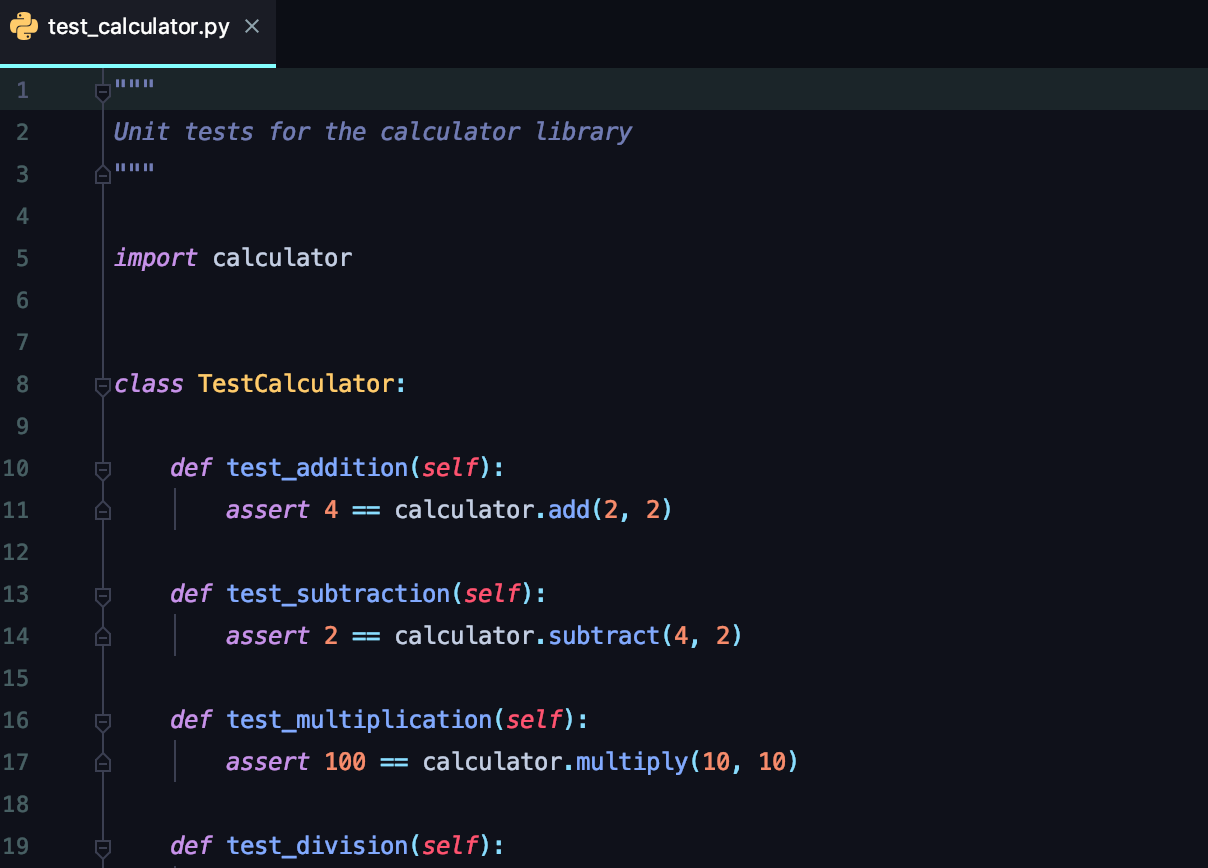 test_calculator.py ×
1 """
2 Unit tests for the calculator library
3 """
4
5 import calculator
6
7
8 class TestCalculator:
9
10 def test_addition(self):
11 assert 4 == calculator.add(2, 2)
12
13 def test_subtraction(self):
14 assert 2 == calculator.subtract(4, 2)
15
16 def test_multiplication(self):
17 assert 100 == calculator.multiply(10, 10)
18
19 def test_division(self):